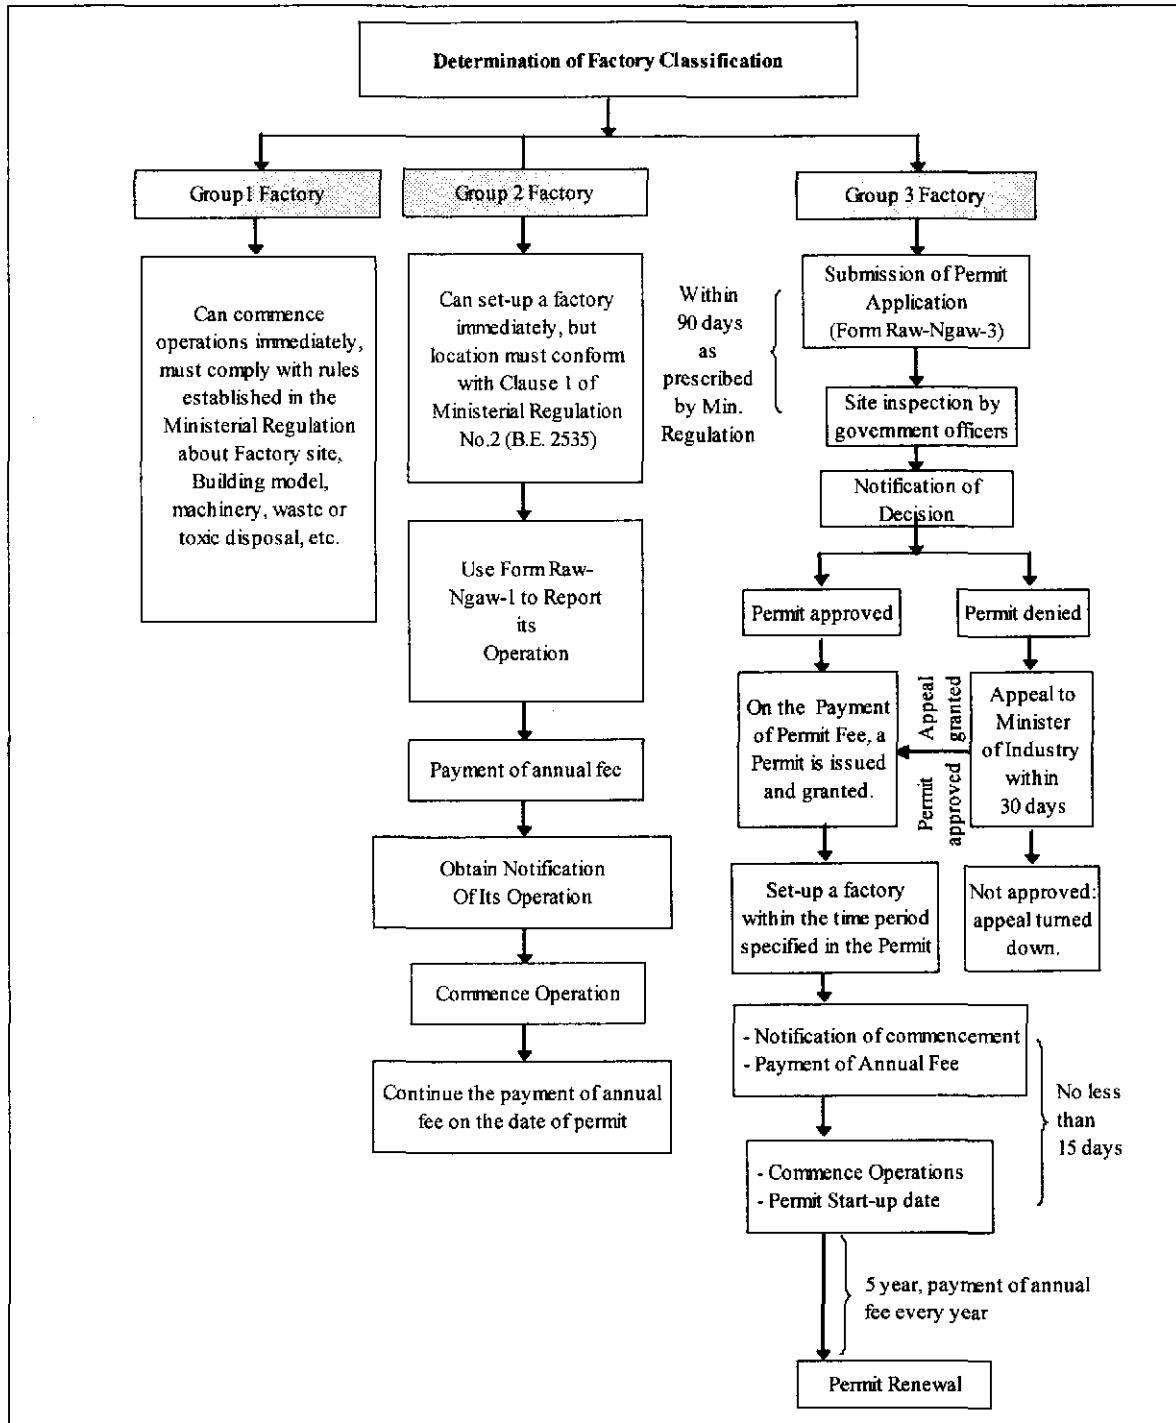 Determination of Factory Classification
Group1 Factory
Can commence
operations immediately,
must comply with rules
established in the
Ministerial Regulation
about Factory site,
Building model,
machinery, waste or
toxic disposal, etc.
Group 2 Factory
Can set-up a factory
immediately, but
location must conform
with Clause 1 of
Ministerial Regulation
No.2 (B.E. 2535)
Use Form Raw-
Ngaw-1 to Report
its
Operation
Payment of annual fee
Obtain Notification
Of Its Operation
Commence Operation
Continue the payment of annual
fee on the date of permit
Group 3 Factory
Submission of Permit
Application
(Form Raw-Ngaw-3)
Within
90 days
as
prescribed
by Min.
Regulation
Site inspection by
government officers
Notification of
Decision
Permit approved
Permit denied
On the Payment
of Permit Fee, a
Permit is issued
and granted.
Appeal
granted
Permit
approved
Appeal to
Minister
of Industry
within
30 days
Set-up a factory
within the time period
specified in the Permit
Not approved:
appeal turned
down.
- Notification of commencement
- Payment of Annual Fee
No less
than
15 days
- Commence Operations
- Permit Start-up date
5 year, payment of annual
fee every year
Permit Renewal